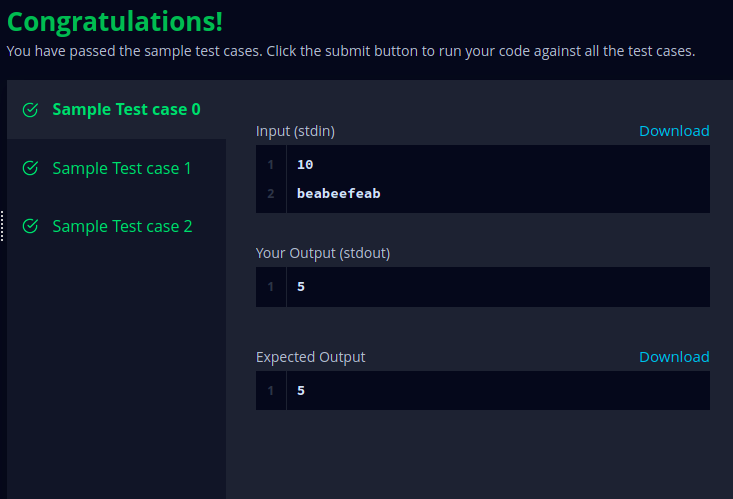 Congratulations!
You have passed the sample test cases. Click the submit button to run your code against all the test cases.
Sample Test case 0
Sample Test case 1
Sample Test case 2
Input (stdin)
Download
1 10
2 beabeefeab
Your Output (stdout)
1 5
Expected Output
Download
1 5